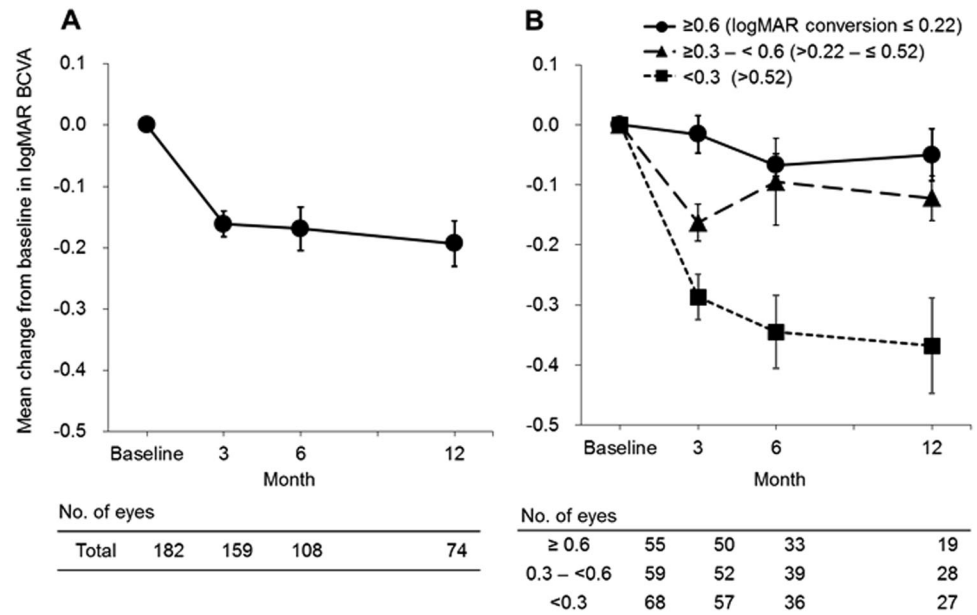 A
Mean change from baseline in logMAR BCVA
0.1
0.0
-0.1
-0.2
-0.3
-0.4
-0.5
Baseline 3 6 12
Month
No. of eyes
Total 182 159 108 74
B
≥0.6 (logMAR conversion ≤ 0.22)
≥0.3 – < 0.6 (>0.22 – ≤ 0.52)
<0.3 (>0.52)
0.1
0.0
-0.1
-0.2
-0.3
-0.4
-0.5
Baseline 3 6 12
Month
No. of eyes
≥ 0.6 55 50 33 19
0.3 – <0.6 59 52 39 28
<0.3 68 57 36 27